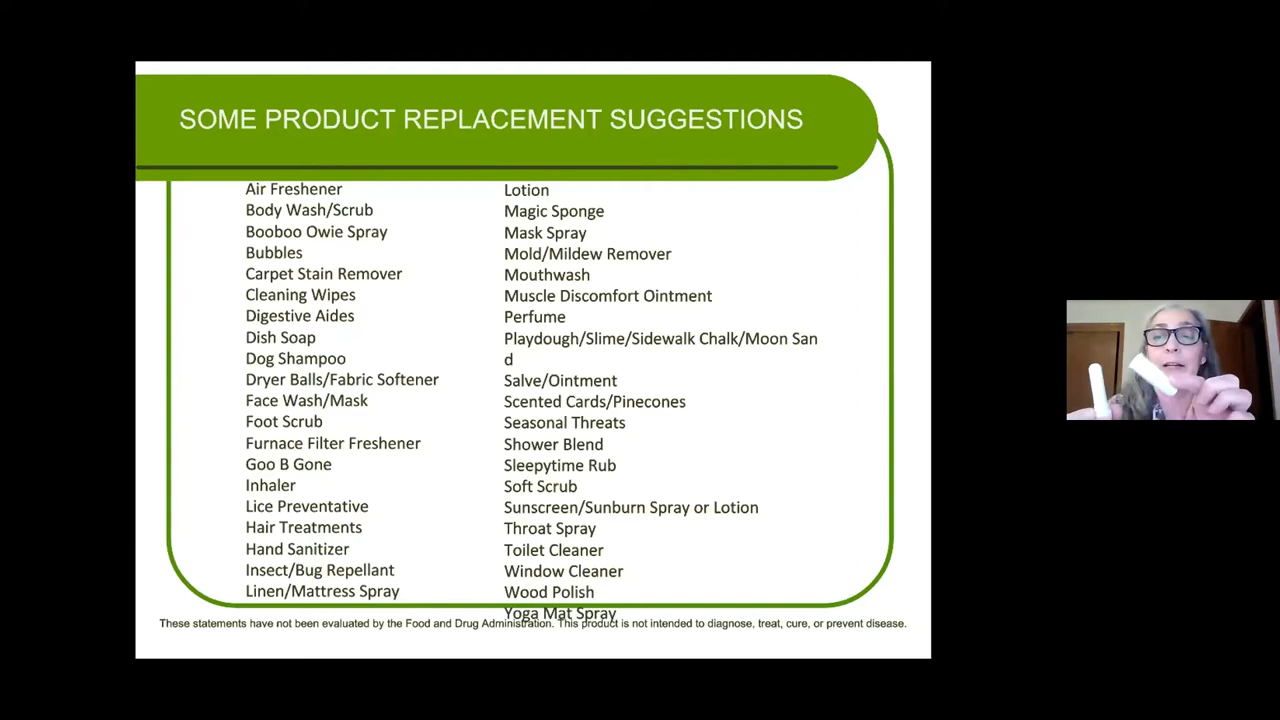 SOME PRODUCT REPLACEMENT SUGGESTIONS
Air Freshener
Body Wash/Scrub
Booboo Owie Spray
Bubbles
Carpet Stain Remover
Cleaning Wipes
Digestive Aides
Dish Soap
Dog Shampoo
Dryer Balls/Fabric Softener
Face Wash/Mask
Foot Scrub
Furnace Filter Freshener
Goo B Gone
Inhaler
Lice Preventative
Hair Treatments
Hand Sanitizer
Insect/Bug Repellant
Linen/Mattress Spray
Lotion
Magic Sponge
Mask Spray
Mold/Mildew Remover
Mouthwash
Muscle Discomfort Ointment
Perfume
Playdough/Slime/Sidewalk Chalk/Moon San
d
Salve/Ointment
Scented Cards/Pinecones
Seasonal Threats
Shower Blend
Sleepytime Rub
Soft Scrub
Sunscreen/Sunburn Spray or Lotion
Throat Spray
Toilet Cleaner
Window Cleaner
Wood Polish
Yoga Mat Spray
These statements have not been evaluated by the Food and Drug Administration. This product is not intended to diagnose, treat, cure, or prevent disease.